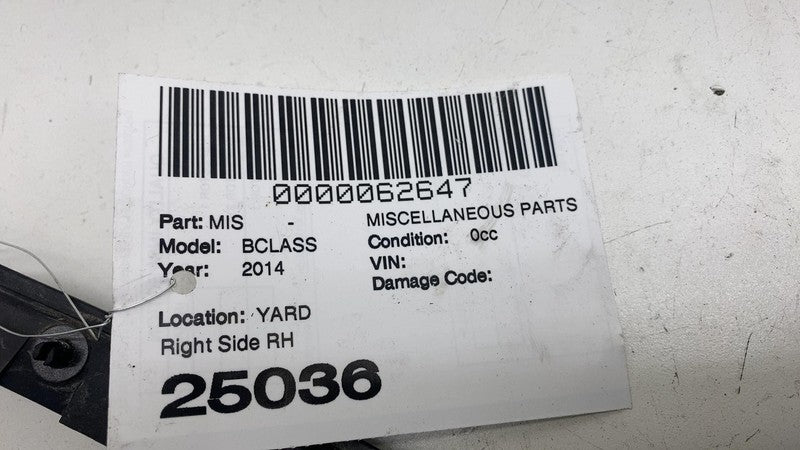 0000062647
Part: MIS - MISCELLANEOUS PARTS
Model: BCLASS Condition: 0cc
Year: 2014 VIN:
Damage Code:
Location: YARD
Right Side RH
25036